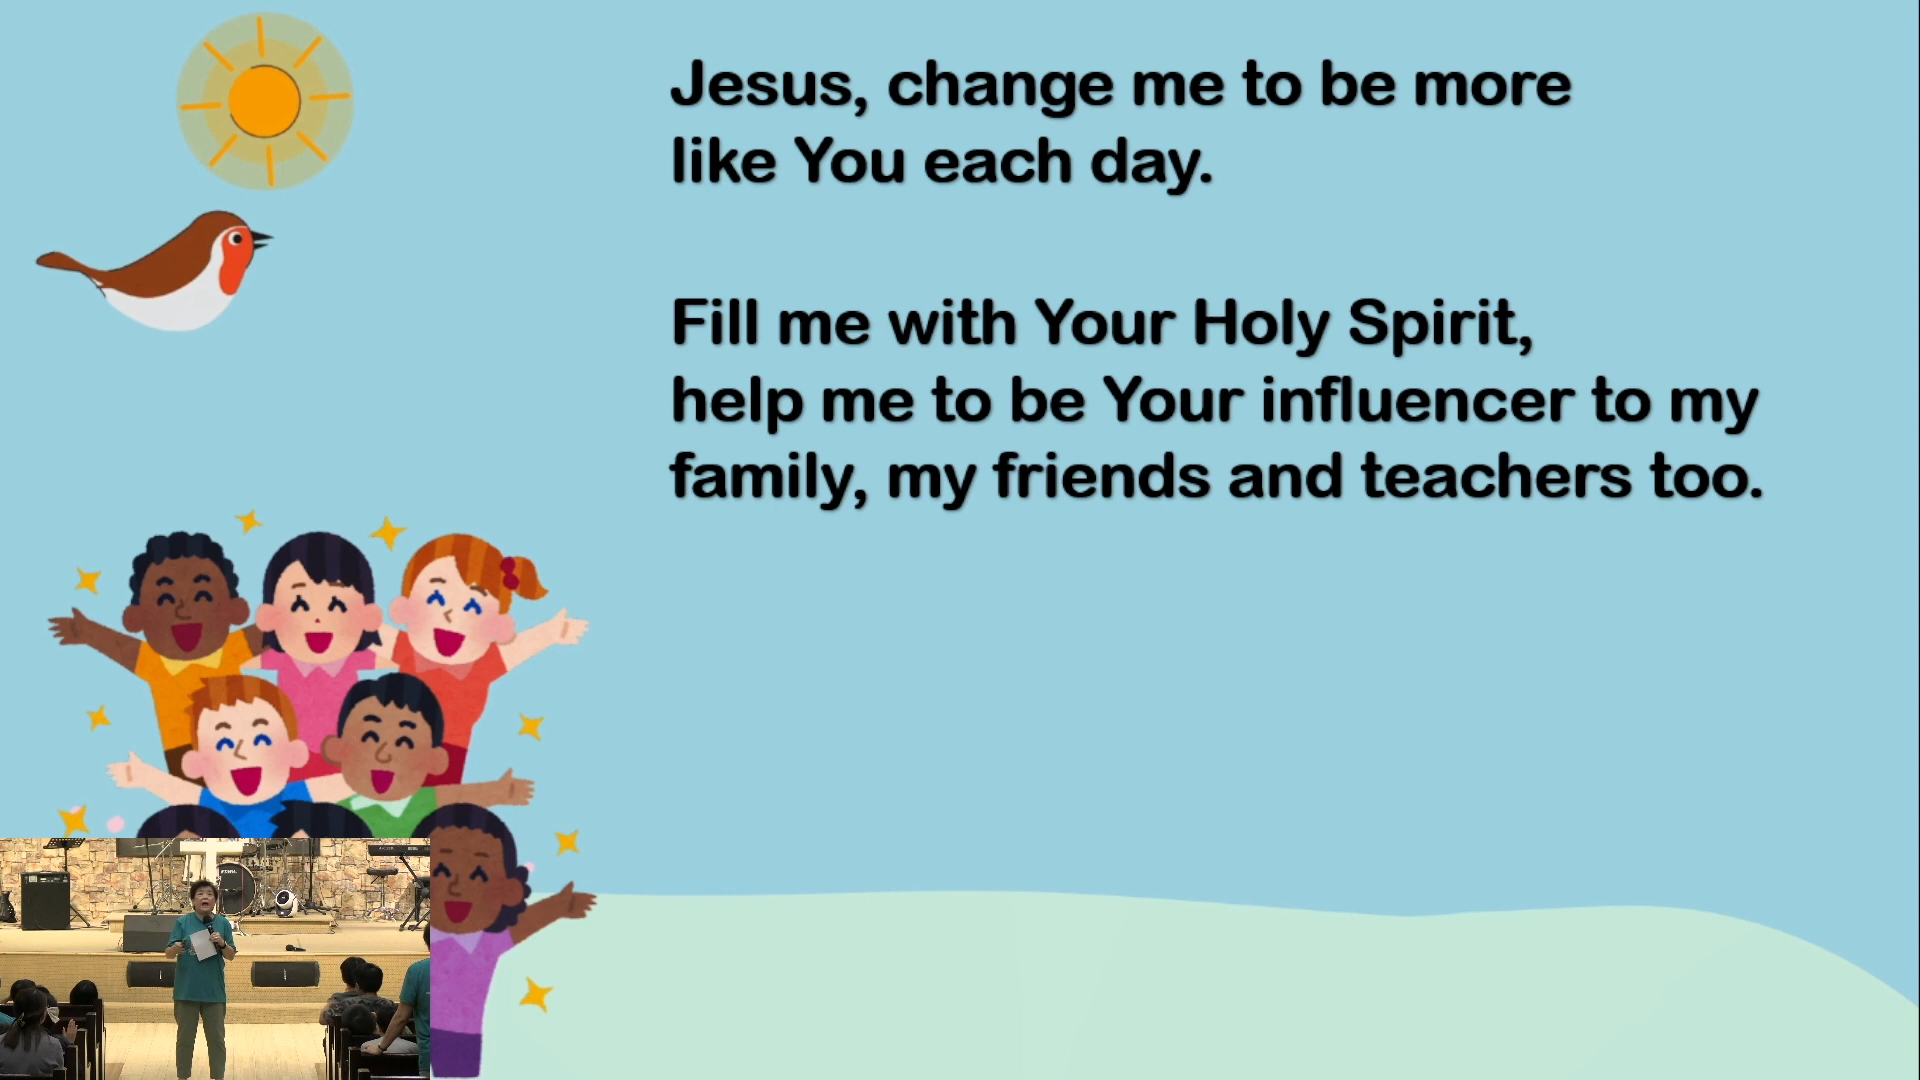 Jesus, change me to be more
like You each day.
Fill me with Your Holy Spirit,
help me to be Your influencer to my
family, my friends and teachers too.